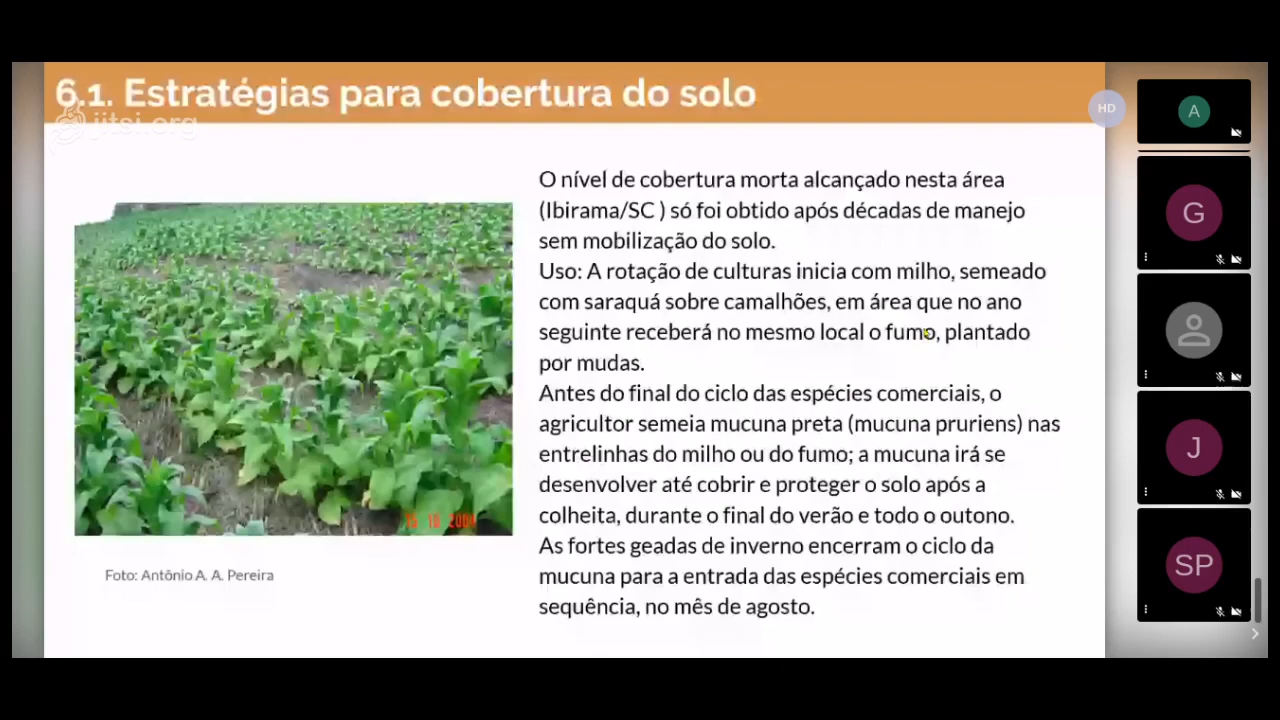 6.1. Estratégias para cobertura do solo
jitsi.org
HD
A
G
J
SP
O nível de cobertura morta alcançado nesta área
(Ibirama/SC ) só foi obtido após décadas de manejo
sem mobilização do solo.
Uso: A rotação de culturas inicia com milho, semeado
com saraquá sobre camalhões, em área que no ano
seguinte receberá no mesmo local o fumo, plantado
por mudas.
Antes do final do ciclo das espécies comerciais, o
agricultor semeia mucuna preta (mucuna pruriens) nas
entrelinhas do milho ou do fumo; a mucuna irá se
desenvolver até cobrir e proteger o solo após a
colheita, durante o final do verão e todo o outono.
As fortes geadas de inverno encerram o ciclo da
mucuna para a entrada das espécies comerciais em
sequência, no mês de agosto.
Foto: Antônio A. A. Pereira